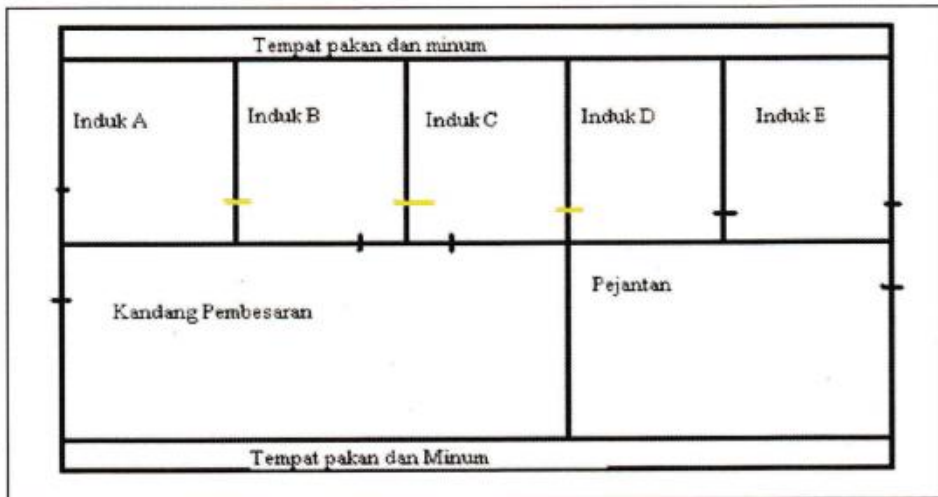 Tempat pakan dan minum
Induk A
Induk B
Induk C
Induk D
Induk E
Kandang Pembesaran
Pejantan
Tempat pakan dan Minum